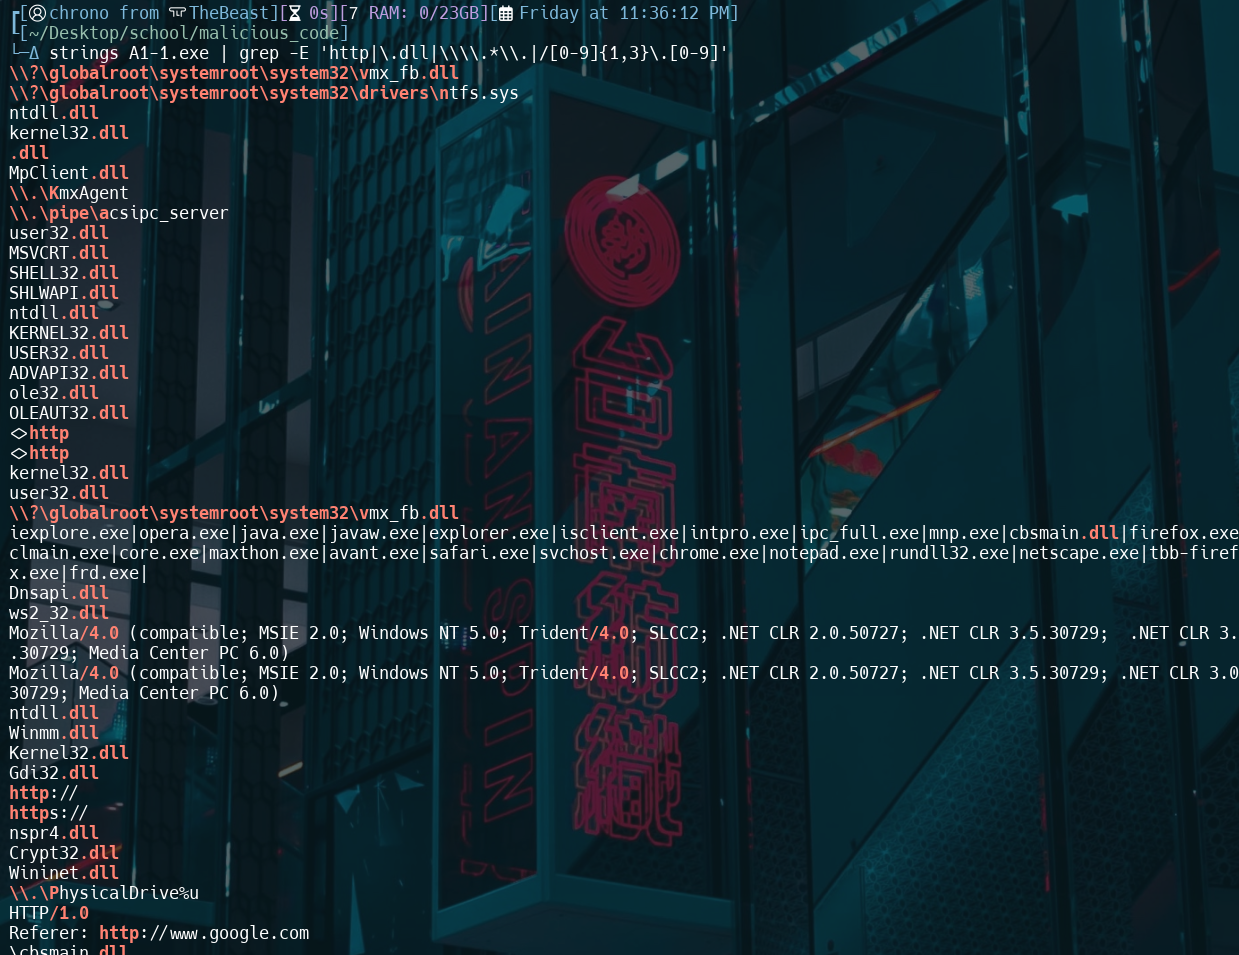 ┌[chrono from TheBeast][0s][7 RAM: 0/23GB][Friday at 11:36:12 PM]
[~/Desktop/school/malicious_code]
└─Δ strings A1-1.exe | grep -E 'http|\.dll|\\\\.*\\.|/[0-9]{1,3}\.[0-9]'
\\?\globalroot\systemroot\system32\vmx_fb.dll
\\?\globalroot\systemroot\system32\drivers\ntfs.sys
ntdll.dll
kernel32.dll
.dll
MpClient.dll
\\.\KmxAgent
\\.\pipe\acsipc_server
user32.dll
MSVCRT.dll
SHELL32.dll
SHLWAPI.dll
ntdll.dll
KERNEL32.dll
USER32.dll
ADVAPI32.dll
ole32.dll
OLEAUT32.dll
<>http
<>http
kernel32.dll
user32.dll
\\?\globalroot\systemroot\system32\vmx_fb.dll
iexplore.exe|opera.exe|java.exe|javaw.exe|explorer.exe|isclient.exe|intpro.exe|ipc_full.exe|mnp.exe|cbsmain.dll|firefox.exe
clmain.exe|core.exe|maxthon.exe|avant.exe|safari.exe|svchost.exe|chrome.exe|notepad.exe|rundll32.exe|netscape.exe|tbb-firef
x.exe|frd.exe|
Dnsapi.dll
ws2_32.dll
Mozilla/4.0 (compatible; MSIE 2.0; Windows NT 5.0; Trident/4.0; SLCC2; .NET CLR 2.0.50727; .NET CLR 3.5.30729;  .NET CLR 3.
.30729; Media Center PC 6.0)
Mozilla/4.0 (compatible; MSIE 2.0; Windows NT 5.0; Trident/4.0; SLCC2; .NET CLR 2.0.50727; .NET CLR 3.5.30729; .NET CLR 3.0
30729; Media Center PC 6.0)
ntdll.dll
Winmm.dll
Kernel32.dll
Gdi32.dll
http://
https://
nspr4.dll
Crypt32.dll
Wininet.dll
\\.\PhysicalDrive%u
HTTP/1.0
Referer: http://www.google.com
\cbsmain.dll